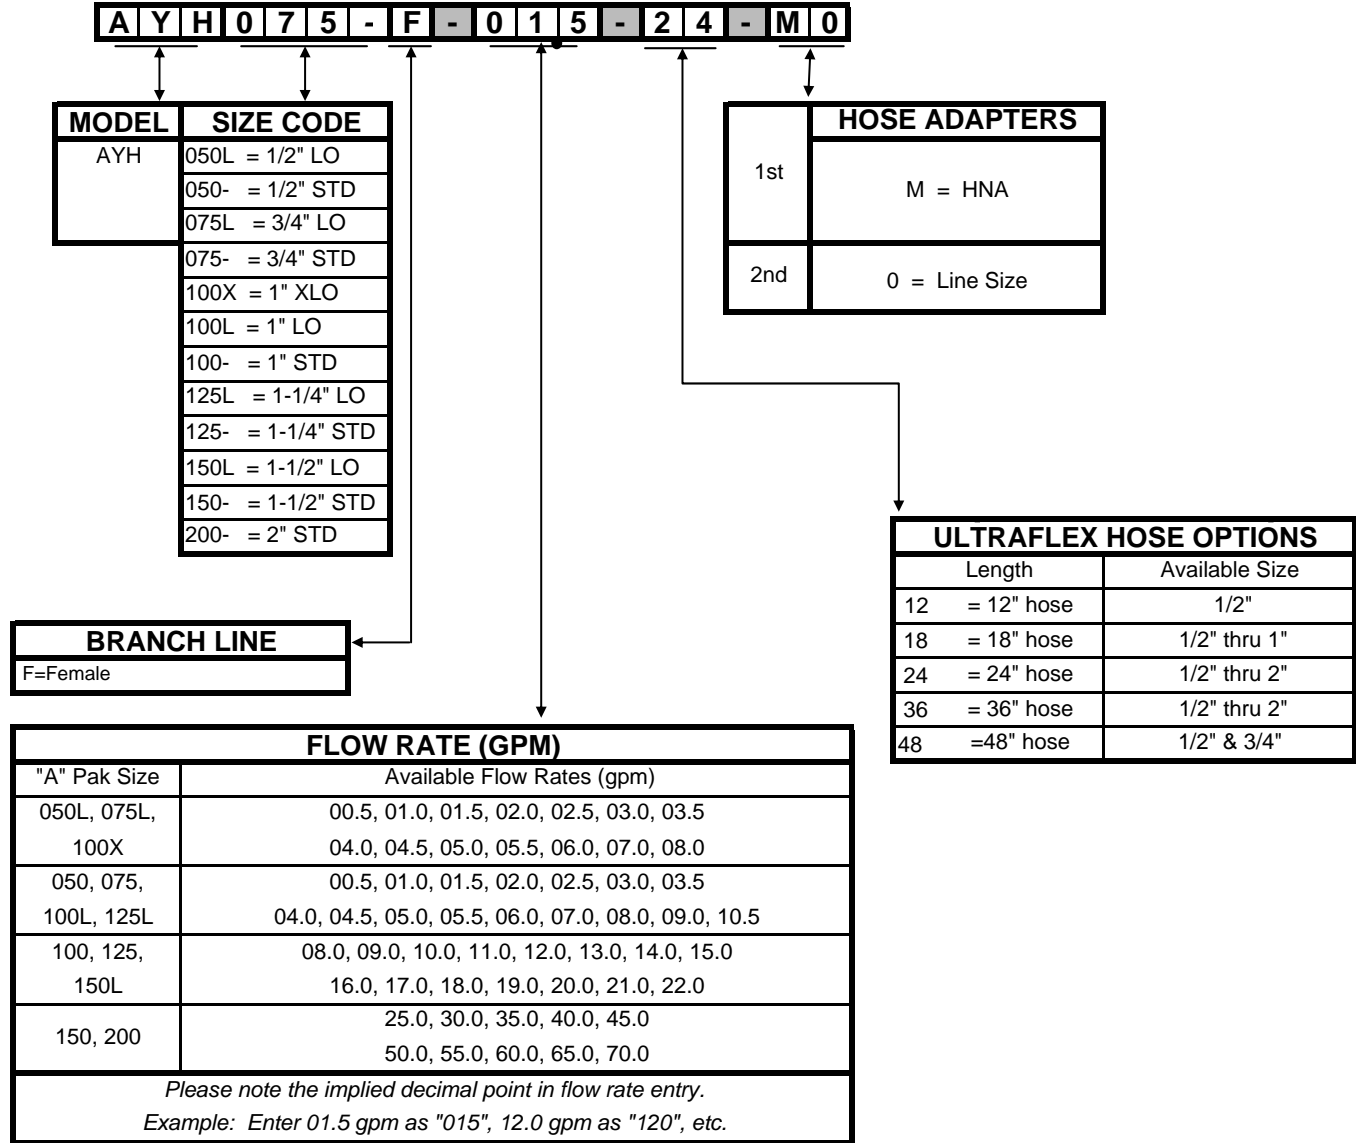 AYH075-F-015-24-M0
MODEL SIZE CODE
AYH
050L = 1/2" LO
050- = 1/2" STD
075L = 3/4" LO
075- = 3/4" STD
100X = 1" XLO
100L = 1" LO
100- = 1" STD
125L = 1-1/4" LO
125- = 1-1/4" STD
150L = 1-1/2" LO
150- = 1-1/2" STD
200- = 2" STD
HOSE ADAPTERS
1st M = HNA
2nd 0 = Line Size
ULTRAFLEX HOSE OPTIONS
Length Available Size
12 = 12" hose 1/2"
18 = 18" hose 1/2" thru 1"
24 = 24" hose 1/2" thru 2"
36 = 36" hose 1/2" thru 2"
48 =48" hose 1/2" & 3/4"
BRANCH LINE
F=Female
FLOW RATE (GPM)
"A" Pak Size Available Flow Rates (gpm)
050L, 075L, 00.5, 01.0, 01.5, 02.0, 02.5, 03.0, 03.5
100X 04.0, 04.5, 05.0, 05.5, 06.0, 07.0, 08.0
050, 075, 00.5, 01.0, 01.5, 02.0, 02.5, 03.0, 03.5
100L, 125L 04.0, 04.5, 05.0, 05.5, 06.0, 07.0, 08.0, 09.0, 10.5
100, 125, 08.0, 09.0, 10.0, 11.0, 12.0, 13.0, 14.0, 15.0
150L 16.0, 17.0, 18.0, 19.0, 20.0, 21.0, 22.0
150, 200
25.0, 30.0, 35.0, 40.0, 45.0
50.0, 55.0, 60.0, 65.0, 70.0
Please note the implied decimal point in flow rate entry.
Example: Enter 01.5 gpm as "015", 12.0 gpm as "120", etc.